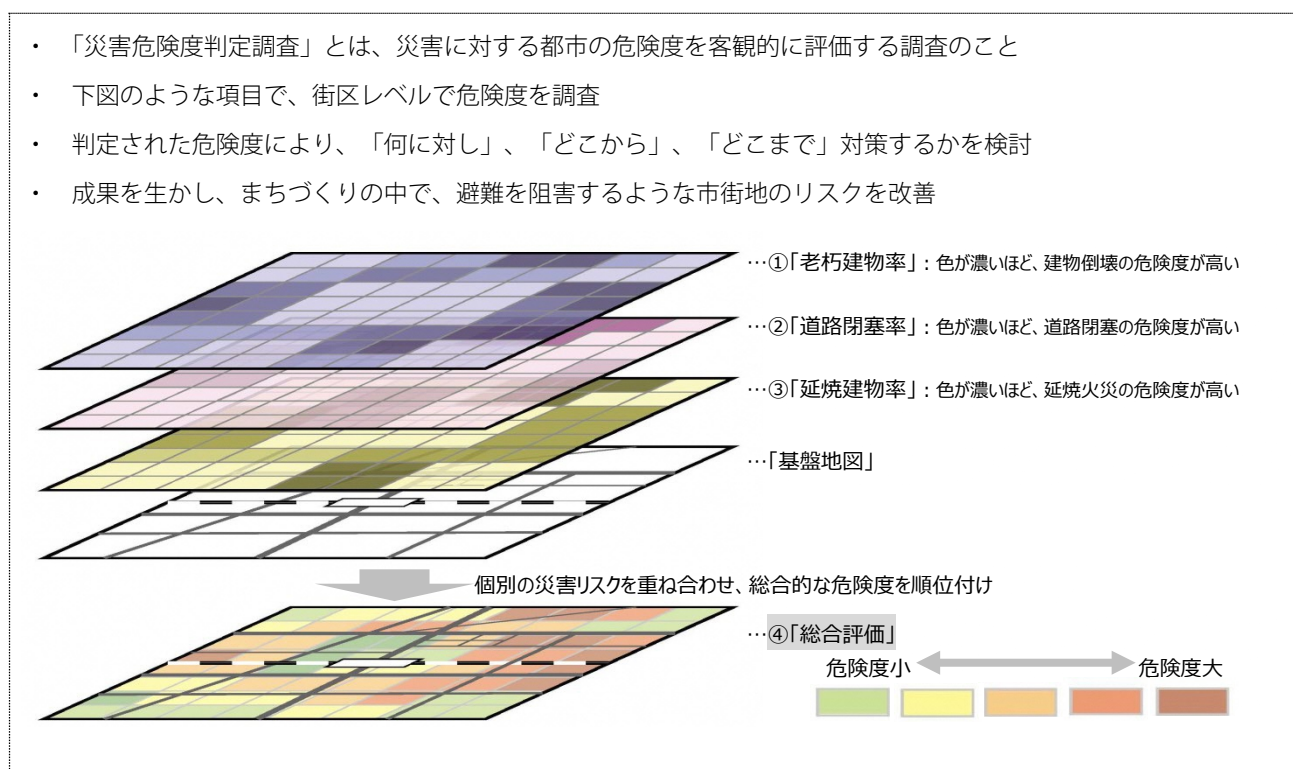 ・ 「災害危険度判定調査」とは、災害に対する都市の危険度を客観的に評価する調査のこと
・ 下図のような項目で、街区レベルで危険度を調査
・ 判定された危険度により、「何に対し」、「どこから」、「どこまで」対策するかを検討
・ 成果を生かし、まちづくりの中で、避難を阻害するような市街地のリスクを改善
…①「老朽建物率」：色が濃いほど、建物倒壊の危険度が高い
…②「道路閉塞率」：色が濃いほど、道路閉塞の危険度が高い
…③「延焼建物率」：色が濃いほど、延焼火災の危険度が高い
…「基盤地図」
個別の災害リスクを重ね合わせ、総合的な危険度を順位付け
…④「総合評価」
危険度小 危険度大